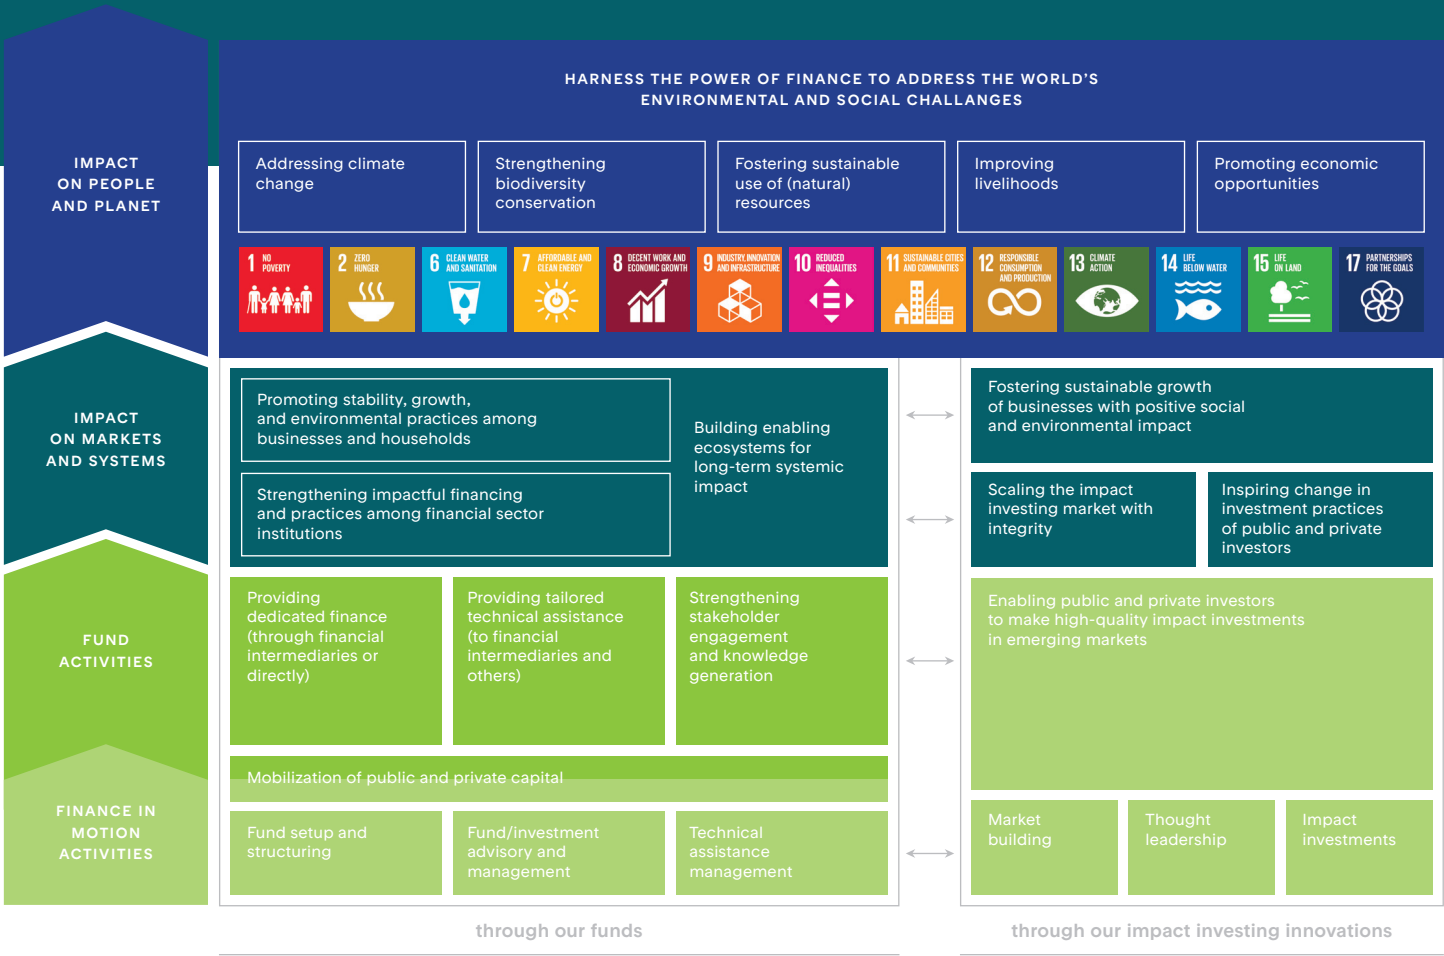 HARNESS THE POWER OF FINANCE TO ADDRESS THE WORLD'S
ENVIRONMENTAL AND SOCIAL CHALLANGES
IMPACT
ON PEOPLE
AND PLANET
Addressing climate
change
Strengthening
biodiversity
conservation
Fostering sustainable
use of (natural)
resources
Improving
livelihoods
Promoting economic
opportunities
1 NO
POVERTY
2 ZERO
HUNGER
6 CLEAN WATER
AND SANITATION
7 AFFORDABLE AND
CLEAN ENERGY
8 DECENT WORK AND
ECONOMIC GROWTH
9 INDUSTRY, INNOVATION
AND INFRASTRUCTURE
10 REDUCED
INEQUALITIES
11 SUSTAINABLE CITIES
AND COMMUNITIES
12 RESPONSIBLE
CONSUMPTION
AND PRODUCTION
13 CLIMATE
ACTION
14 LIFE
BELOW WATER
15 LIFE
ON LAND
17 PARTNERSHIPS
FOR THE GOALS
IMPACT
ON MARKETS
AND SYSTEMS
Promoting stability, growth,
and environmental practices among
businesses and households
Strengthening impactful financing
and practices among financial sector
institutions
Building enabling
ecosystems for
long-term systemic
impact
Fostering sustainable growth
of businesses with positive social
and environmental impact
Scaling the impact
investing market with
integrity
Inspiring change in
investment practices
of public and private
investors
FUND
ACTIVITIES
Providing
dedicated finance
(through financial
intermediaries or
directly)
Providing tailored
technical assistance
(to financial
intermediaries and
others)
Strengthening
stakeholder
engagement
and knowledge
generation
Enabling public and private investors
to make high-quality impact investments
in emerging markets
Mobilization of public and private capital
FINANCE IN
MOTION
ACTIVITIES
Fund setup and
structuring
Fund/investment
advisory and
management
Technical
assistance
management
Market
building
Thought
leadership
Impact
investments
through our funds
through our impact investing innovations